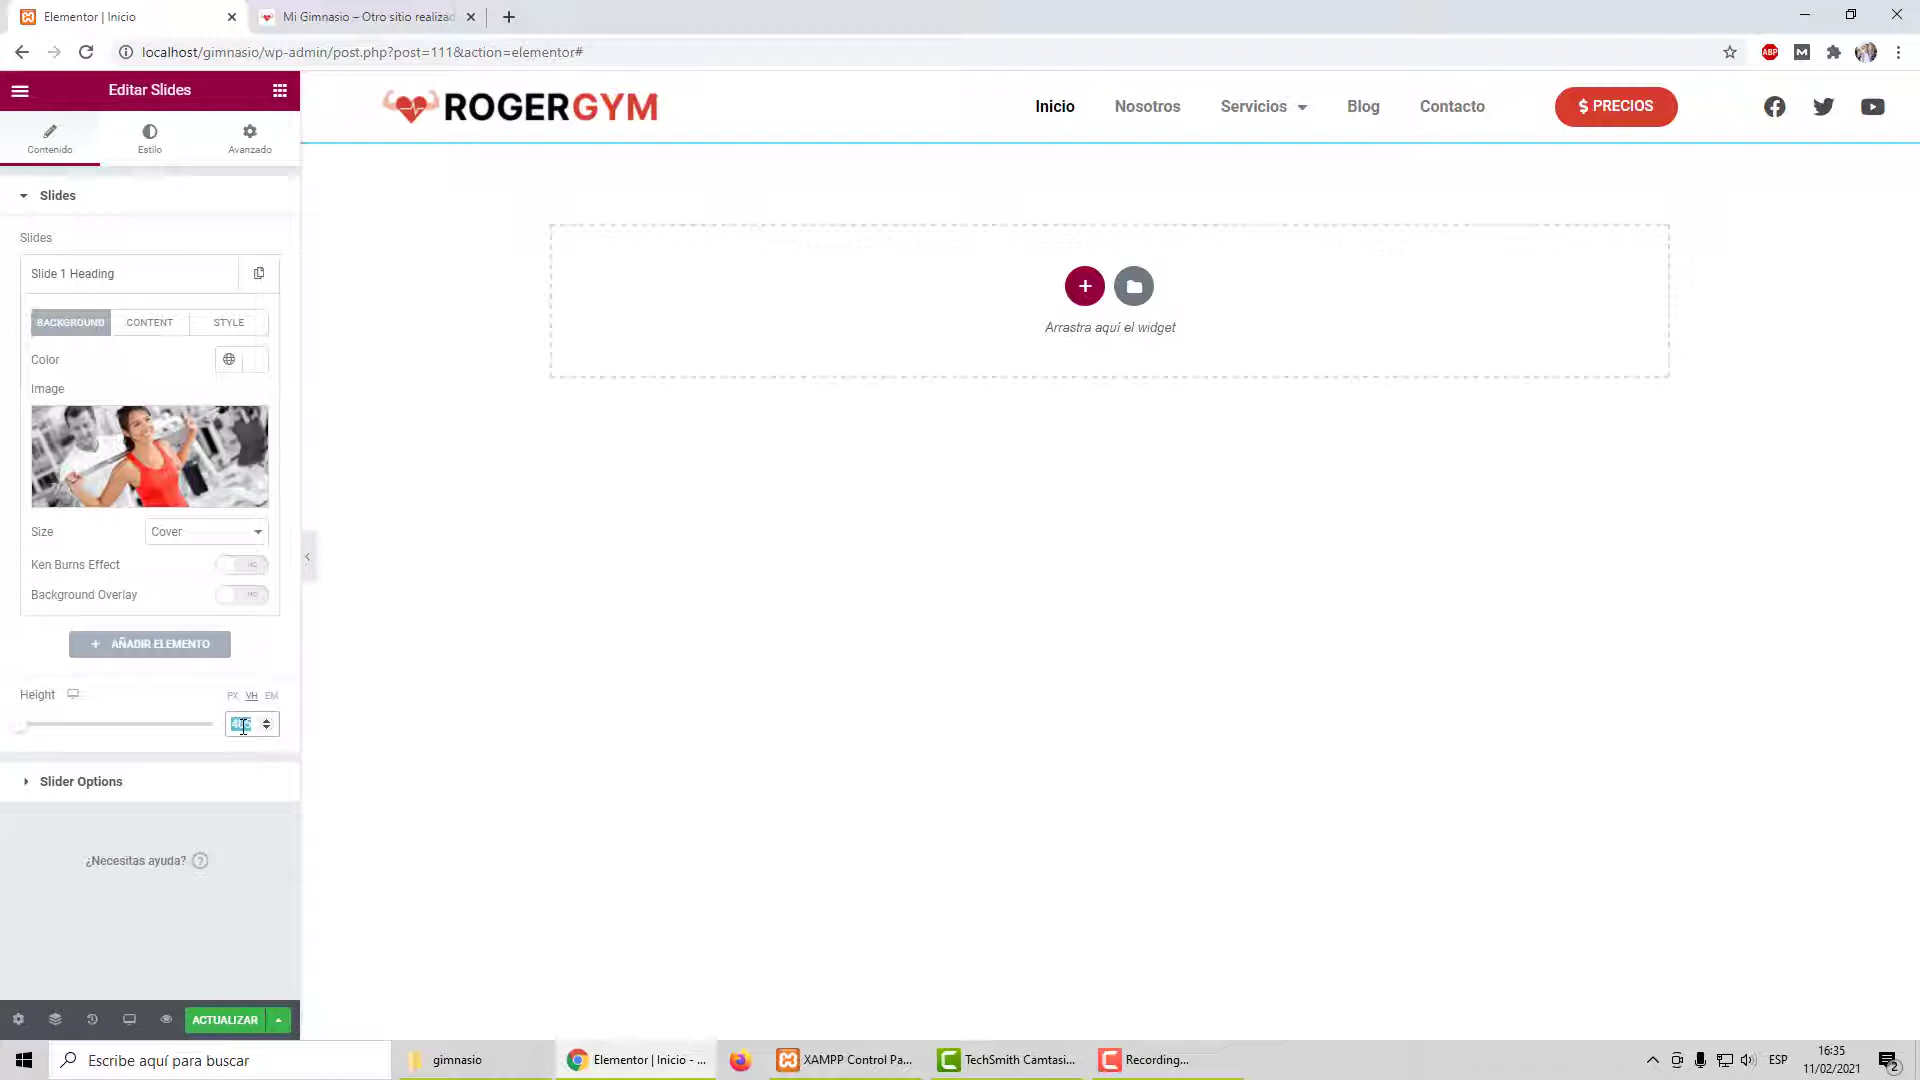 Elementor | Inicio
Mi Gimnasio – Otro sitio realizad
localhost/gimnasio/wp-admin/post.php?post=111&action=elementor#
ABP
M
Editar Slides
Contenido
Estilo
Avanzado
ROGERGYM
Inicio
Nosotros
Servicios
Blog
Contacto
$ PRECIOS
Slides
Slides
Slide 1 Heading
BACKGROUND
CONTENT
STYLE
Color
Image
Size
Cover
Ken Burns Effect
NO
Background Overlay
NO
+ AÑADIR ELEMENTO
Height
PX
VH
EM
Slider Options
¿Necesitas ayuda?
Arrastra aquí el widget
ACTUALIZAR
Escribe aquí para buscar
gimnasio
Elementor | Inicio - ...
XAMPP Control Pa...
TechSmith Camtasi...
Recording...
ESP
16:35
11/02/2021
2